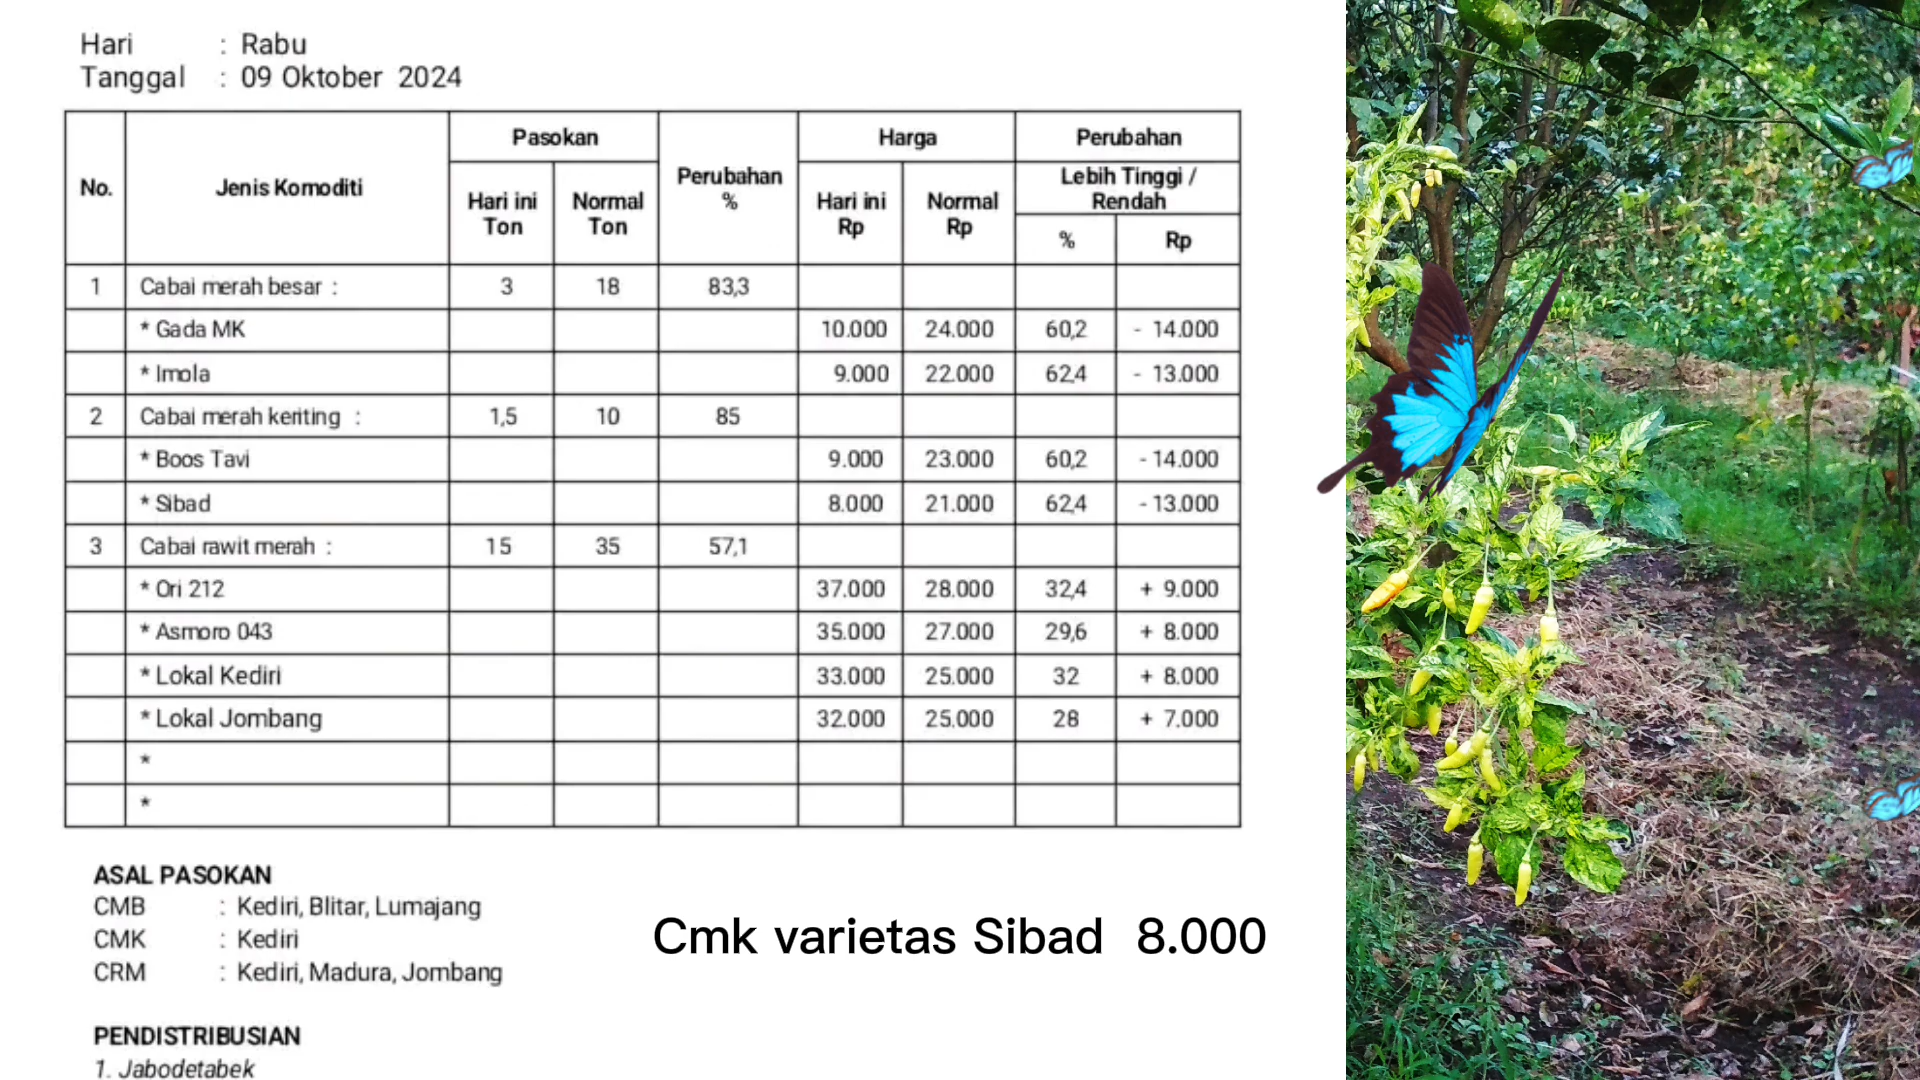 Hari : Rabu
Tanggal : 09 Oktober 2024
No. Jenis Komoditi Pasokan Perubahan % Harga Perubahan
Hari ini Ton Normal Ton Hari ini Rp Normal Rp Lebih Tinggi / Rendah
% Rp
1 Cabai merah besar : 3 18 83,3
* Gada MK 10.000 24.000 60,2 - 14.000
* Imola 9.000 22.000 62,4 - 13.000
2 Cabai merah keriting : 1,5 10 85
* Boos Tavi 9.000 23.000 60,2 - 14.000
* Sibad 8.000 21.000 62,4 - 13.000
3 Cabai rawit merah : 15 35 57,1
* Ori 212 37.000 28.000 32,4 + 9.000
* Asmoro 043 35.000 27.000 29,6 + 8.000
* Lokal Kediri 33.000 25.000 32 + 8.000
* Lokal Jombang 32.000 25.000 28 + 7.000
*
*
ASAL PASOKAN
CMB : Kediri, Blitar, Lumajang
CMK : Kediri
CRM : Kediri, Madura, Jombang
Cmk varietas Sibad 8.000
PENDISTRIBUSIAN
1. Jabodetabek